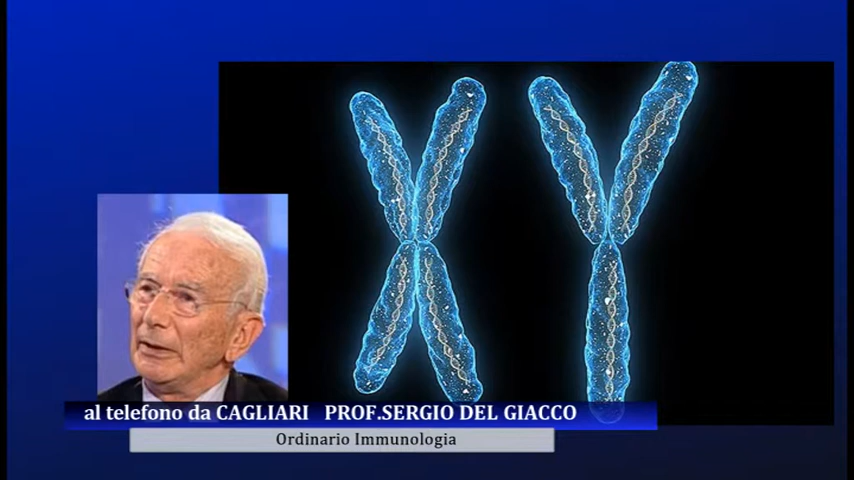 al telefono da CAGLIARI PROF.SERGIO DEL GIACCO
Ordinario Immunologia